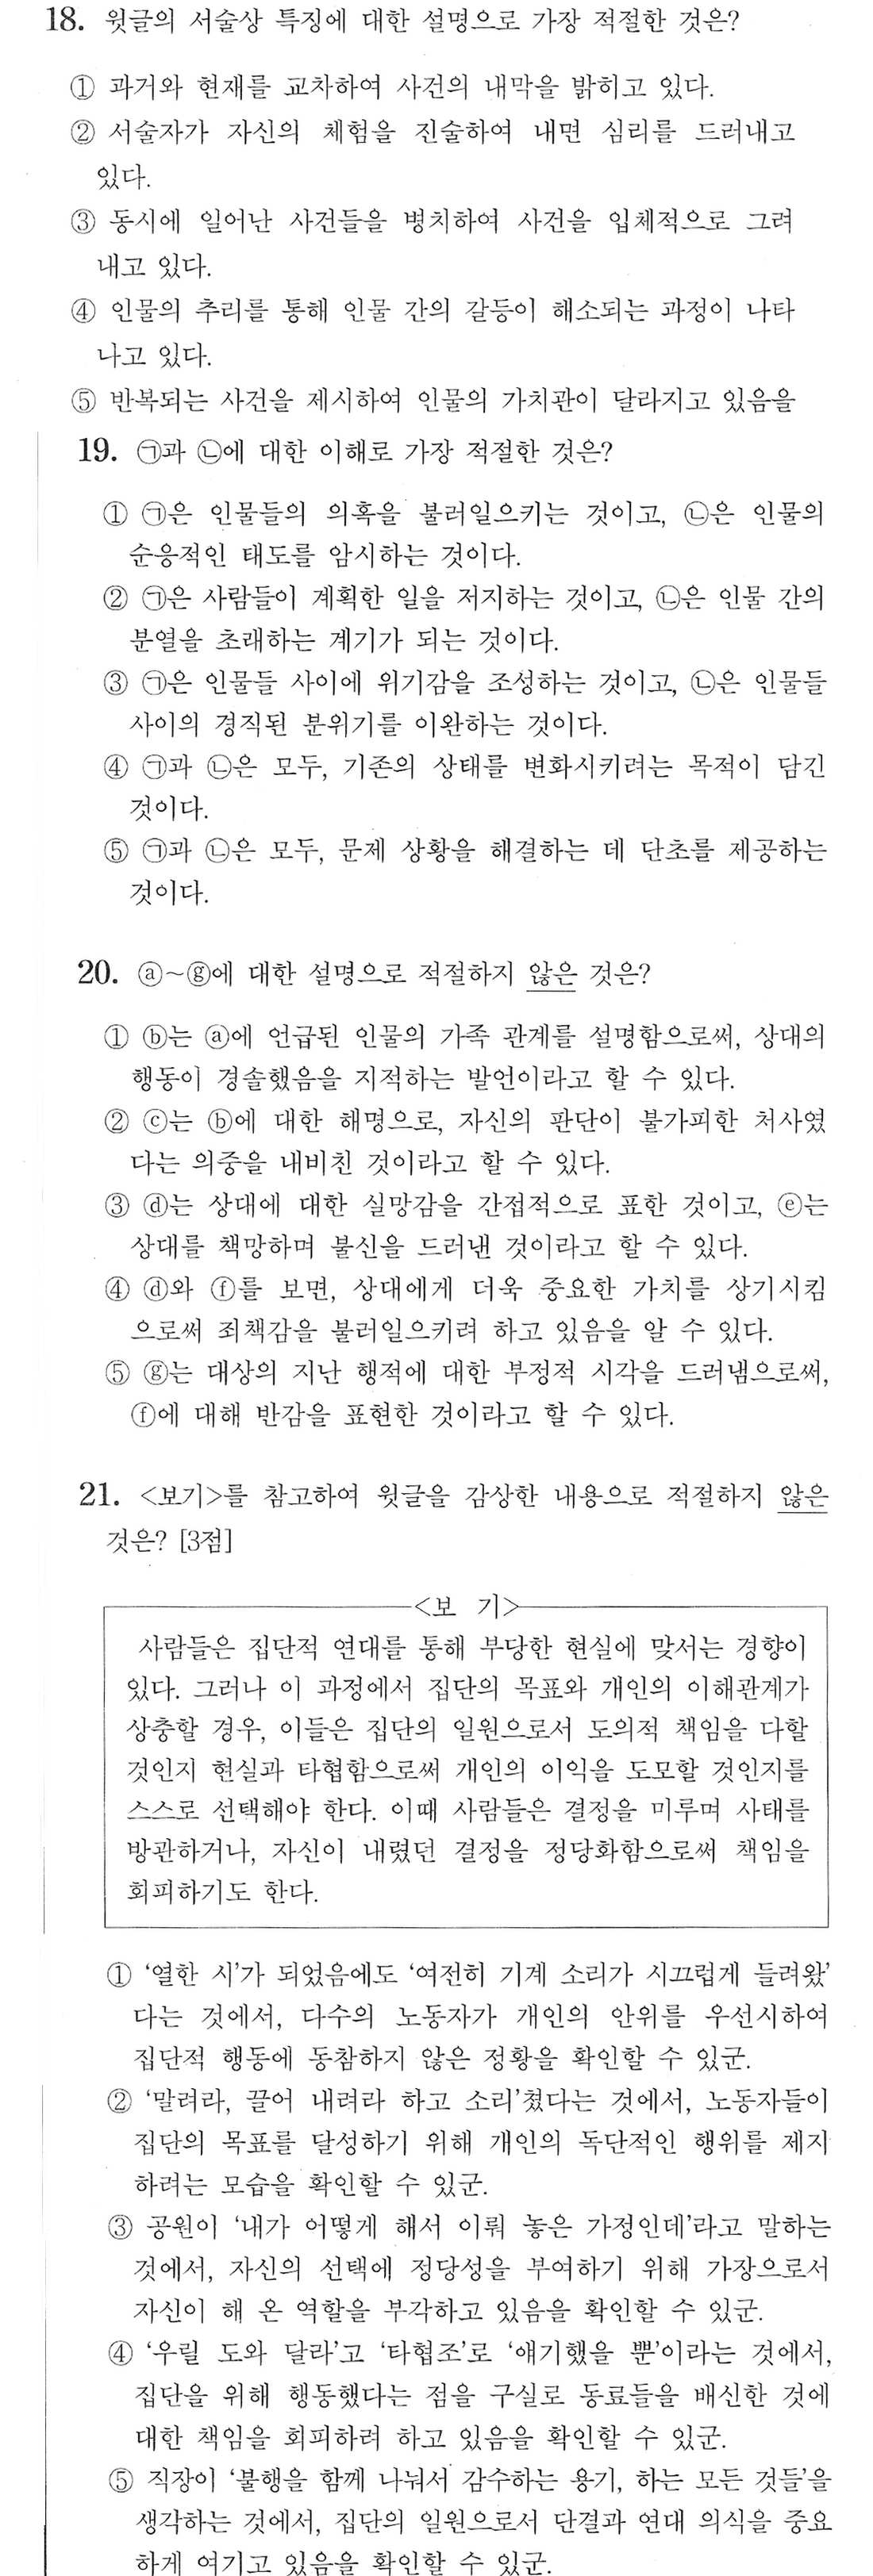 18. 윗글의 서술상 특징에 대한 설명으로 가장 적절한 것은?
① 과거와 현재를 교차하여 사건의 내막을 밝히고 있다.
② 서술자가 자신의 체험을 진술하여 내면 심리를 드러내고
있다.
③ 동시에 일어난 사건들을 병치하여 사건을 입체적으로 그려
내고 있다.
④ 인물의 추리를 통해 인물 간의 갈등이 해소되는 과정이 나타
나고 있다.
⑤ 반복되는 사건을 제시하여 인물의 가치관이 달라지고 있음을
19. ㉠과 ㉡에 대한 이해로 가장 적절한 것은?
① ㉠은 인물들의 의혹을 불러일으키는 것이고, ㉡은 인물의
순응적인 태도를 암시하는 것이다.
② ㉠은 사람들이 계획한 일을 저지하는 것이고, ㉡은 인물 간의
분열을 초래하는 계기가 되는 것이다.
③ ㉠은 인물들 사이에 위기감을 조성하는 것이고, ㉡은 인물들
사이의 경직된 분위기를 이완하는 것이다.
④ ㉠과 ㉡은 모두, 기존의 상태를 변화시키려는 목적이 담긴
것이다.
⑤ ㉠과 ㉡은 모두, 문제 상황을 해결하는 데 단초를 제공하는
것이다.
20. ⓐ~ⓖ에 대한 설명으로 적절하지 않은 것은?
① ⓑ는 ⓐ에 언급된 인물의 가족 관계를 설명함으로써, 상대의
행동이 경솔했음을 지적하는 발언이라고 할 수 있다.
② ⓒ는 ⓑ에 대한 해명으로, 자신의 판단이 불가피한 처사였
다는 의중을 내비친 것이라고 할 수 있다.
③ ⓓ는 상대에 대한 실망감을 간접적으로 표한 것이고, ⓔ는
상대를 책망하며 불신을 드러낸 것이라고 할 수 있다.
④ ⓓ와 ⓕ를 보면, 상대에게 더욱 중요한 가치를 상기시킴
으로써 죄책감을 불러일으키려 하고 있음을 알 수 있다.
⑤ ⓖ는 대상의 지난 행적에 대한 부정적 시각을 드러냄으로써,
ⓕ에 대해 반감을 표현한 것이라고 할 수 있다.
21. <보기>를 참고하여 윗글을 감상한 내용으로 적절하지 않은
것은? [3점]
<보 기>
사람들은 집단적 연대를 통해 부당한 현실에 맞서는 경향이
있다. 그러나 이 과정에서 집단의 목표와 개인의 이해관계가
상충할 경우, 이들은 집단의 일원으로서 도의적 책임을 다할
것인지 현실과 타협함으로써 개인의 이익을 도모할 것인지를
스스로 선택해야 한다. 이때 사람들은 결정을 미루며 사태를
방관하거나, 자신이 내렸던 결정을 정당화함으로써 책임을
회피하기도 한다.
① ‘열한 시’가 되었음에도 ‘여전히 기계 소리가 시끄럽게 들려왔’
다는 것에서, 다수의 노동자가 개인의 안위를 우선시하여
집단적 행동에 동참하지 않은 정황을 확인할 수 있군.
② ‘말려라, 끌어 내려라 하고 소리’쳤다는 것에서, 노동자들이
집단의 목표를 달성하기 위해 개인의 독단적인 행위를 제지
하려는 모습을 확인할 수 있군.
③ 공원이 ‘내가 어떻게 해서 이뤄 놓은 가정인데’라고 말하는
것에서, 자신의 선택에 정당성을 부여하기 위해 가장으로서
자신이 해 온 역할을 부각하고 있음을 확인할 수 있군.
④ ‘우릴 도와 달라’고 ‘타협조’로 ‘얘기했을 뿐’이라는 것에서,
집단을 위해 행동했다는 점을 구실로 동료들을 배신한 것에
대한 책임을 회피하려 하고 있음을 확인할 수 있군.
⑤ 직장이 ‘불행을 함께 나눠서 감수하는 용기, 하는 모든 것들’을
생각하는 것에서, 집단의 일원으로서 단결과 연대 의식을 중요
하게 여기고 있음을 확인할 수 있군.